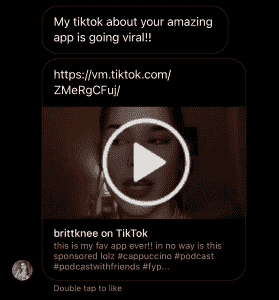 My tiktok about your amazing
app is going viral!!
https://vm.tiktok.com/
ZMeRgCFuj/
brittknee on TikTok
this is my fav app ever!! in no way is this
sponsored lolz #cappuccino #podcast
#podcastwithfriends #fyp...
Double tap to like